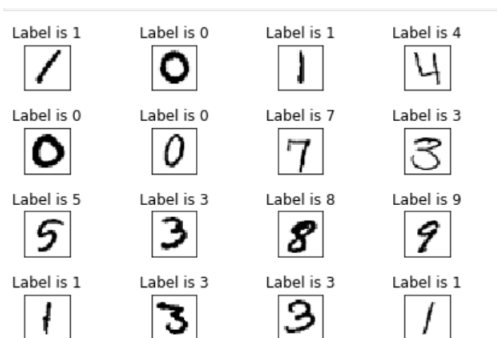 Label is 1 Label is 0 Label is 1 Label is 4
1 0 1 4
Label is 0 Label is 0 Label is 7 Label is 3
0 0 7 3
Label is 5 Label is 3 Label is 8 Label is 9
5 3 8 9
Label is 1 Label is 3 Label is 3 Label is 1
1 3 3 1